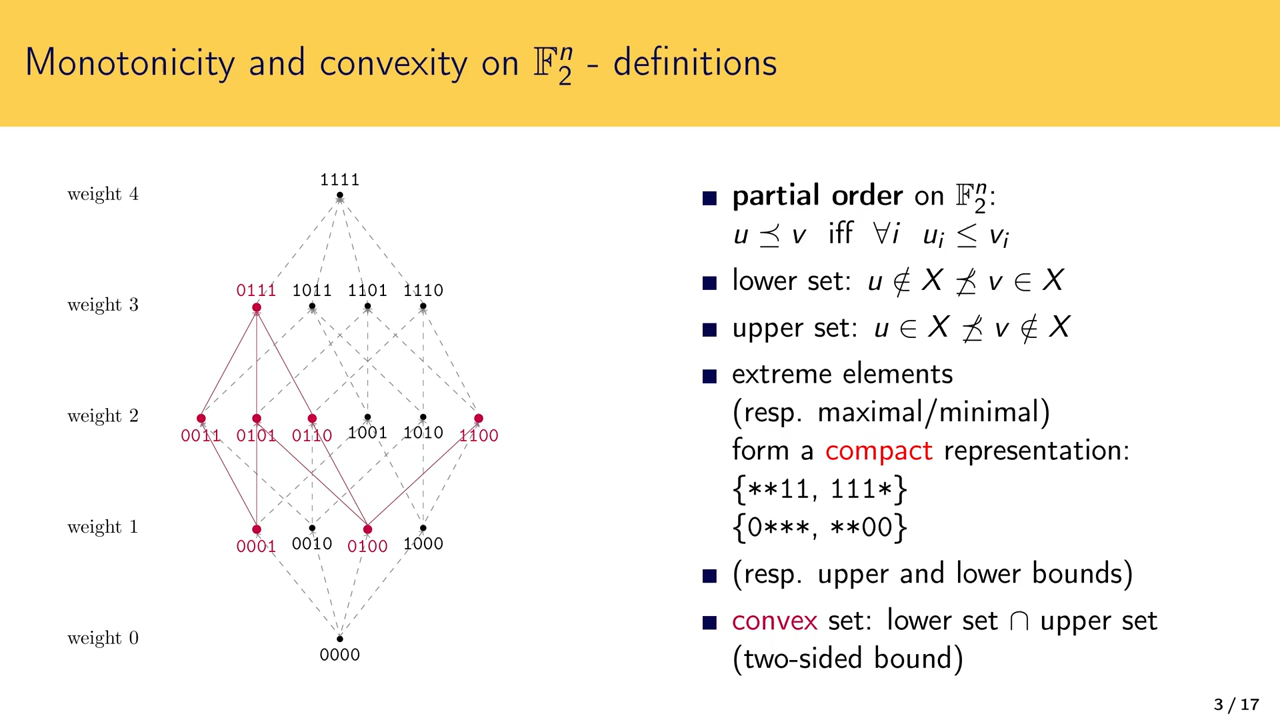 Monotonicity and convexity on 𝔽₂ⁿ - definitions
weight 4
1111
weight 3
0111 1011 1101 1110
weight 2
0011 0101 0110 1001 1010 1100
weight 1
0001 0010 0100 1000
weight 0
0000
partial order on 𝔽₂ⁿ:
u ⪯ v iff ∀i uᵢ ≤ vᵢ
lower set: u ∉ X ⪯̸ v ∈ X
upper set: u ∈ X ⪯̸ v ∉ X
extreme elements
(resp. maximal/minimal)
form a compact representation:
{**11, 111*}
{0***, **00}
(resp. upper and lower bounds)
convex set: lower set ∩ upper set
(two-sided bound)
3 / 17